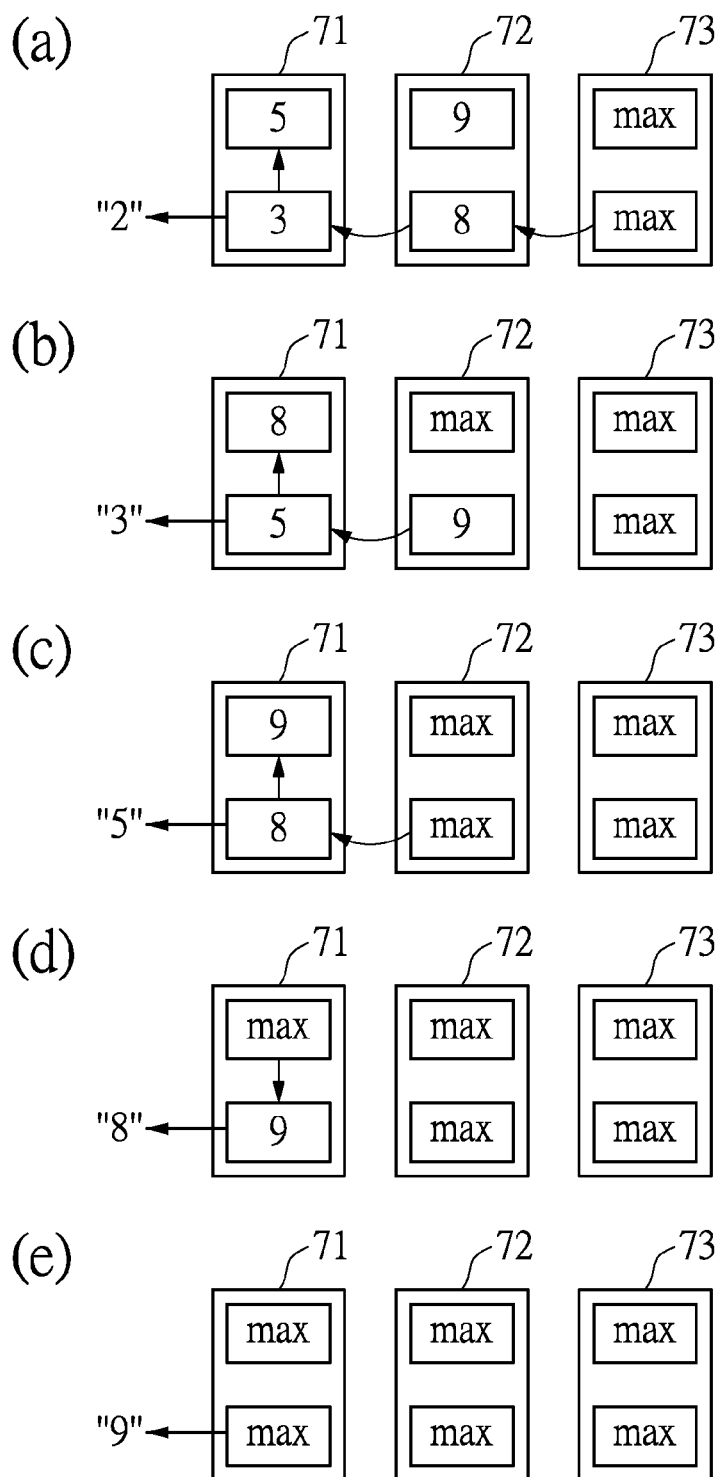 (a) 71 72 73
5 9 max
"2" 3 8 max
(b) 71 72 73
8 max max
"3" 5 9 max
(c) 71 72 73
9 max max
"5" 8 max max
(d) 71 72 73
max max max
"8" 9 max max
(e) 71 72 73
max max max
"9" max max max